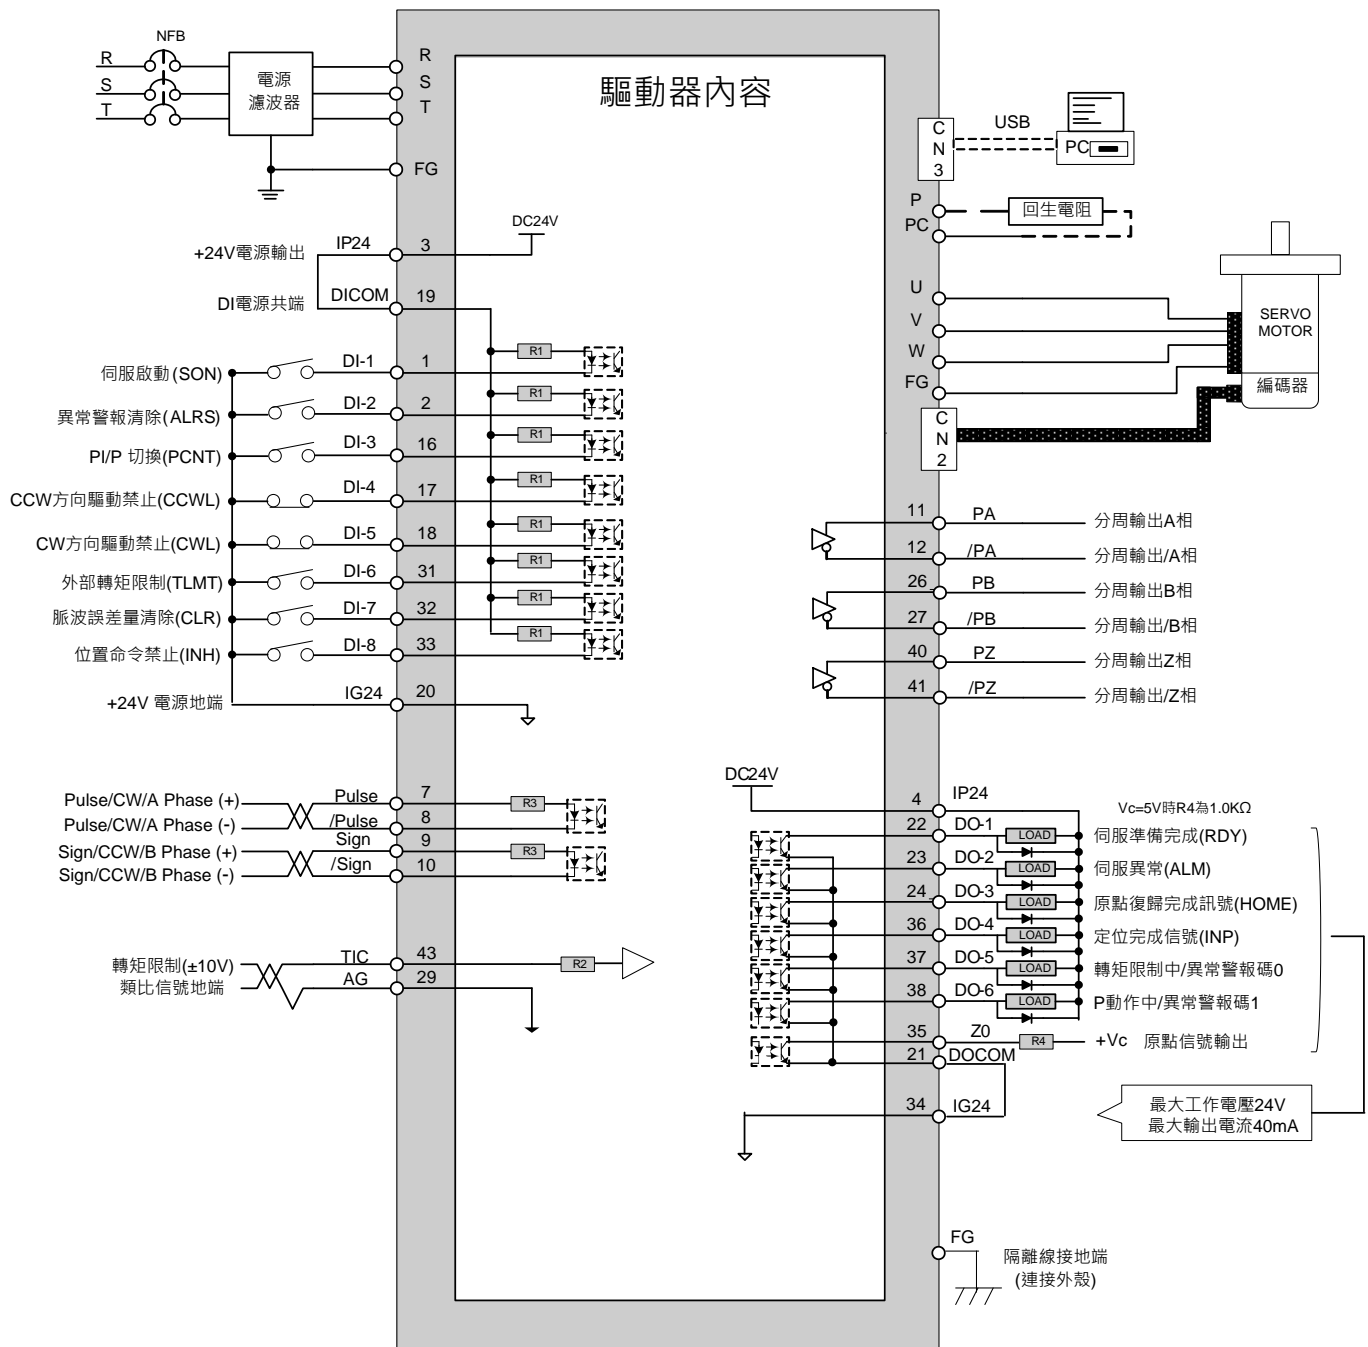 NFB
R
S
T
電源
濾波器
R
S
T
FG
驅動器內容
C
N
3
USB
PC
P
PC
回生電阻
DC24V
+24V電源輸出
IP24
3
DI電源共端
DICOM
19
U
V
W
FG
SERVO
MOTOR
編碼器
C
N
2
R1
伺服啟動(SON)
DI-1
1
R1
異常警報清除(ALRS)
DI-2
2
R1
PI/P 切換(PCNT)
DI-3
16
R1
CCW方向驅動禁止(CCWL)
DI-4
17
R1
CW方向驅動禁止(CWL)
DI-5
18
R1
外部轉矩限制(TLMT)
DI-6
31
R1
脈波誤差量清除(CLR)
DI-7
32
R1
位置命令禁止(INH)
DI-8
33
+24V 電源地端
IG24
20
11
PA
分周輸出A相
12
/PA
分周輸出/A相
26
PB
分周輸出B相
27
/PB
分周輸出/B相
40
PZ
分周輸出Z相
41
/PZ
分周輸出/Z相
Pulse/CW/A Phase (+)
Pulse
7
R3
Pulse/CW/A Phase (-)
/Pulse
8
Sign/CCW/B Phase (+)
Sign
9
R3
Sign/CCW/B Phase (-)
/Sign
10
轉矩限制(±10V)
TIC
43
R2
類比信號地端
AG
29
DC24V
4
IP24
Vc=5V時R4為1.0KΩ
22
DO-1
LOAD
伺服準備完成(RDY)
23
DO-2
LOAD
伺服異常(ALM)
24
DO-3
LOAD
原點復歸完成訊號(HOME)
36
DO-4
LOAD
定位完成信號(INP)
37
DO-5
LOAD
轉矩限制中/異常警報碼0
38
DO-6
LOAD
P動作中/異常警報碼1
35
Z0
R4
+Vc
原點信號輸出
21
DOCOM
34
IG24
最大工作電壓24V
最大輸出電流40mA
FG
隔離線接地端
(連接外殼)